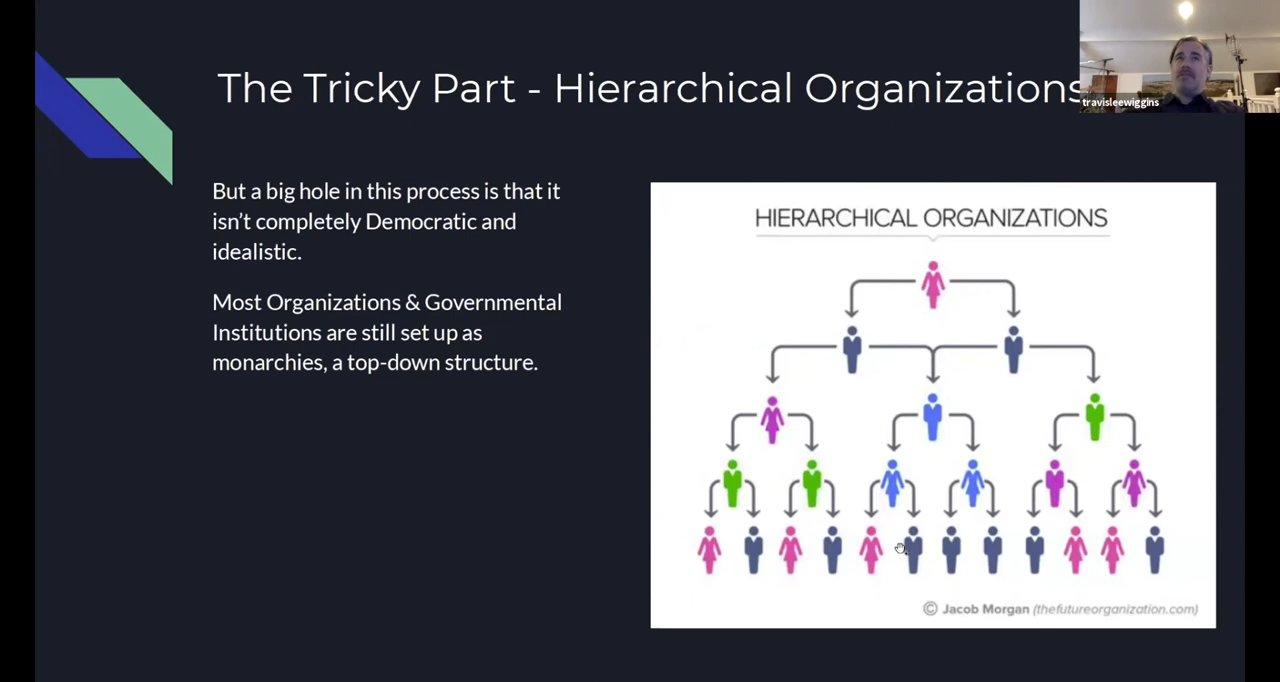 The Tricky Part - Hierarchical Organizations
travisleewiggins
But a big hole in this process is that it
isn't completely Democratic and
idealistic.
Most Organizations & Governmental
Institutions are still set up as
monarchies, a top-down structure.
HIERARCHICAL ORGANIZATIONS
© Jacob Morgan (thefutureorganization.com)